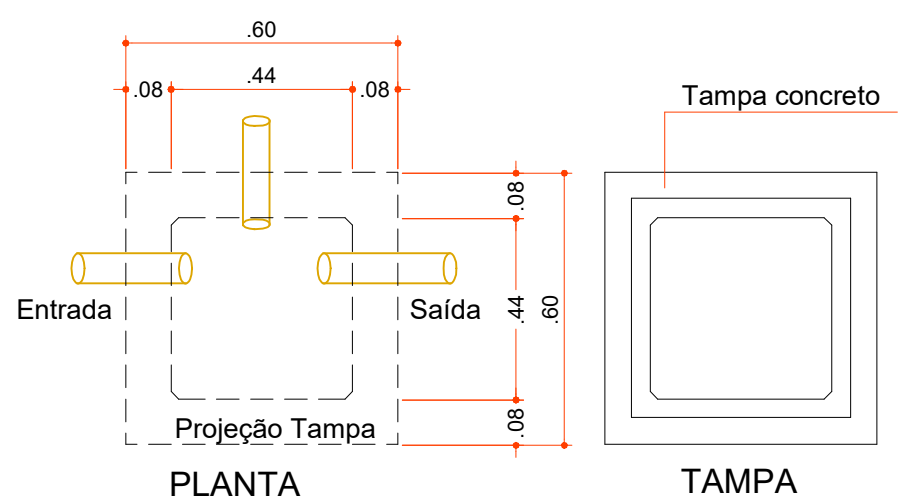 .60
.44
.08
.08
Tampa concreto
.08
.44
.60
.08
Entrada
Saída
Projeção Tampa
PLANTA
TAMPA